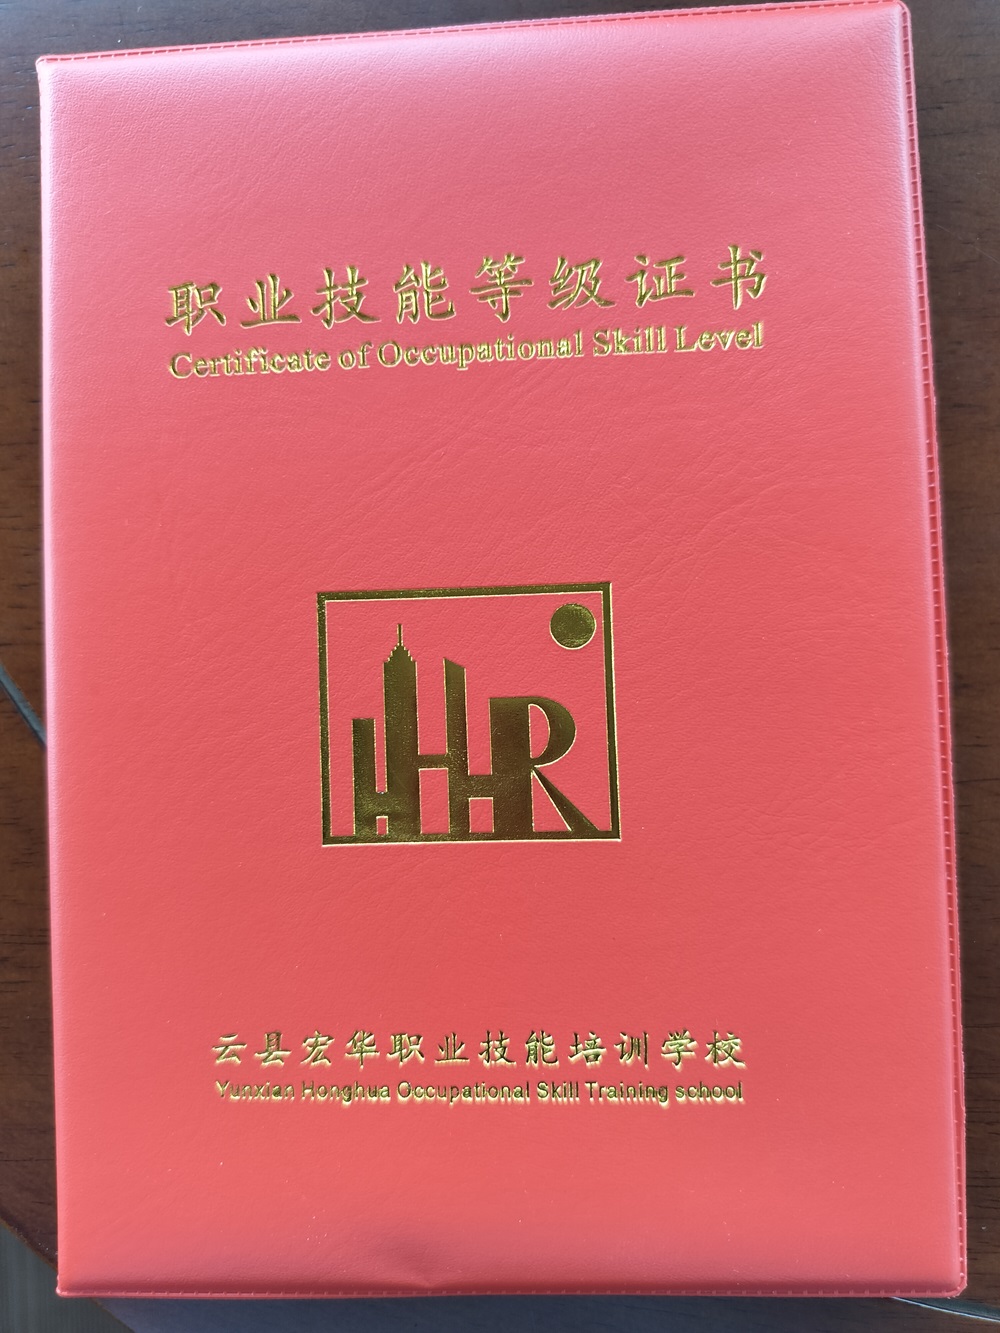 职业技能等级证书
Certificate of Occupational Skill Level
HHR
云县宏华职业技能培训学校
Yunxian Honghua Occupational Skill Training school